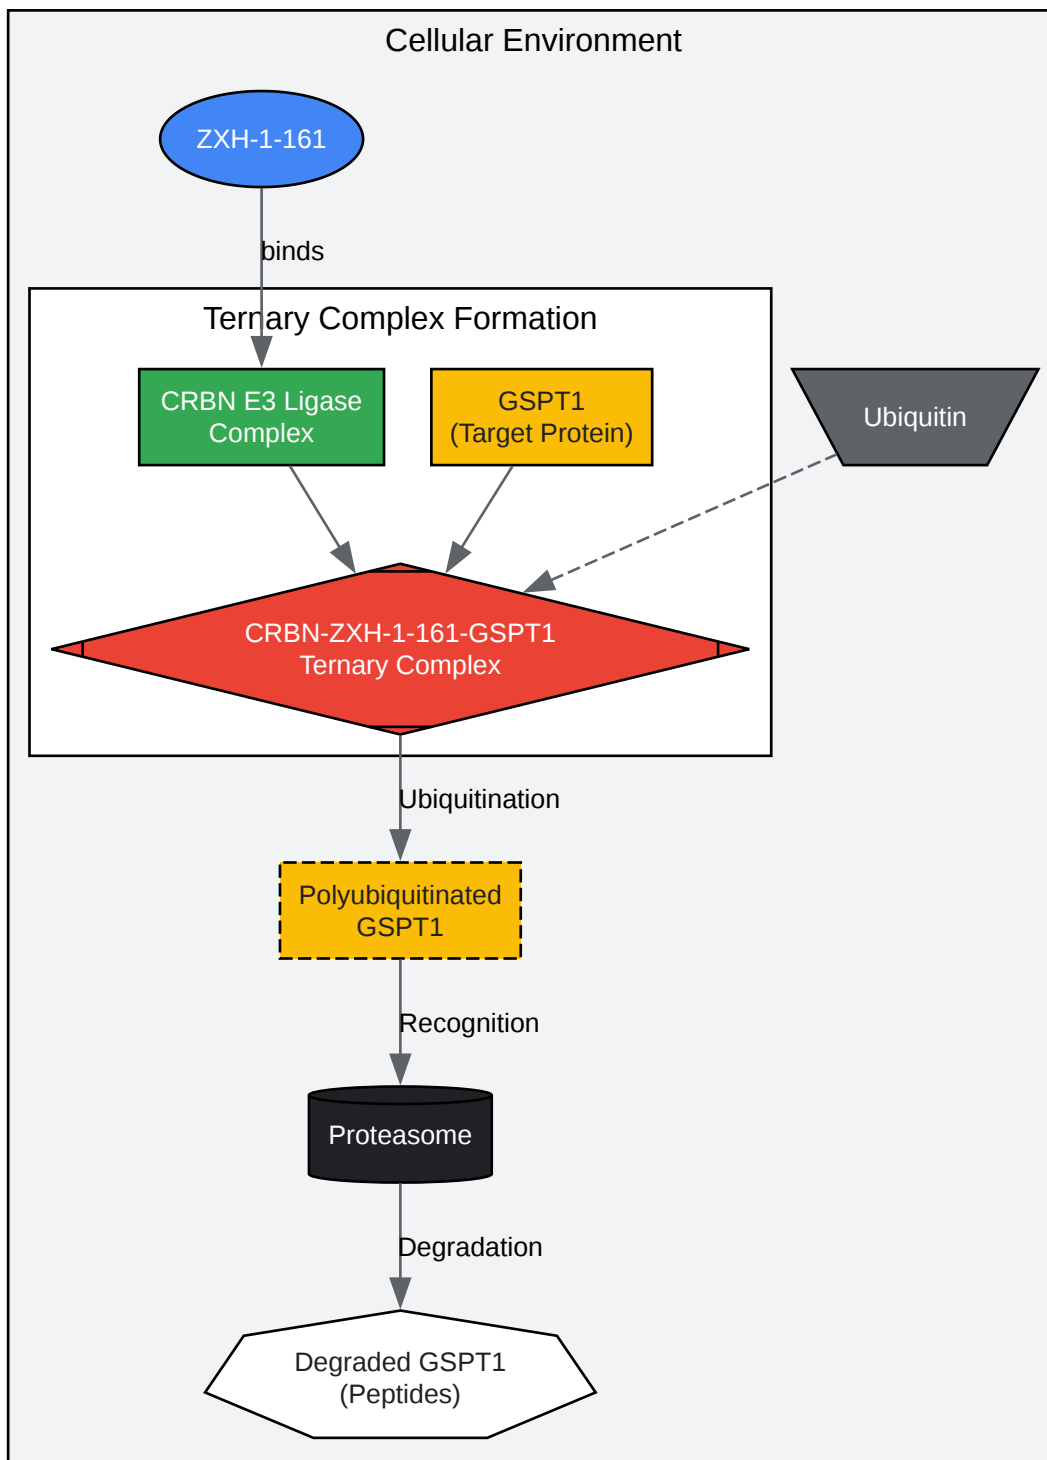 Cellular Environment
ZXH-1-161
binds
Ternary Complex Formation
CRBN E3 Ligase
Complex
GSPT1
(Target Protein)
Ubiquitin
CRBN-ZXH-1-161-GSPT1
Ternary Complex
Ubiquitination
Polyubiquitinated
GSPT1
Recognition
Proteasome
Degradation
Degraded GSPT1
(Peptides)